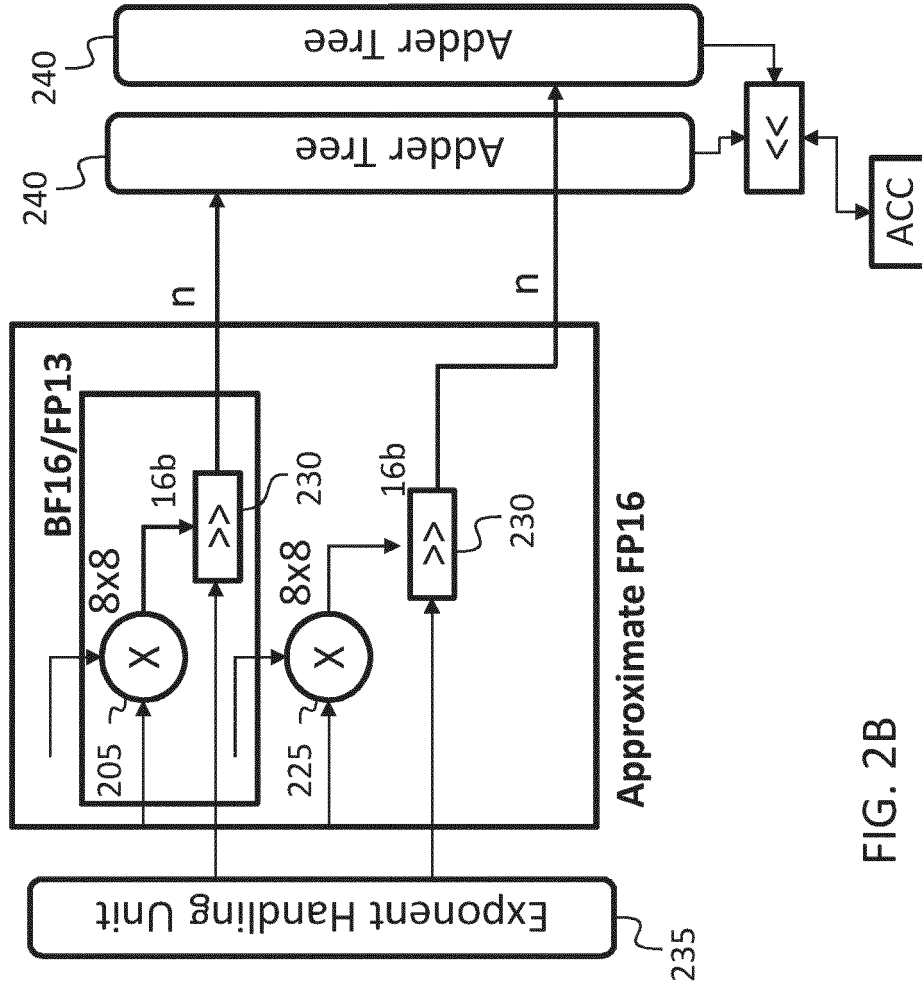 BF16/FP13
8x8
205
16b
>>
230
X
n
8x8
225
16b
>>
230
X
n
Approximate FP16
Exponent Handling Unit
235
Adder Tree
240
Adder Tree
240
<<
ACC
FIG. 2B